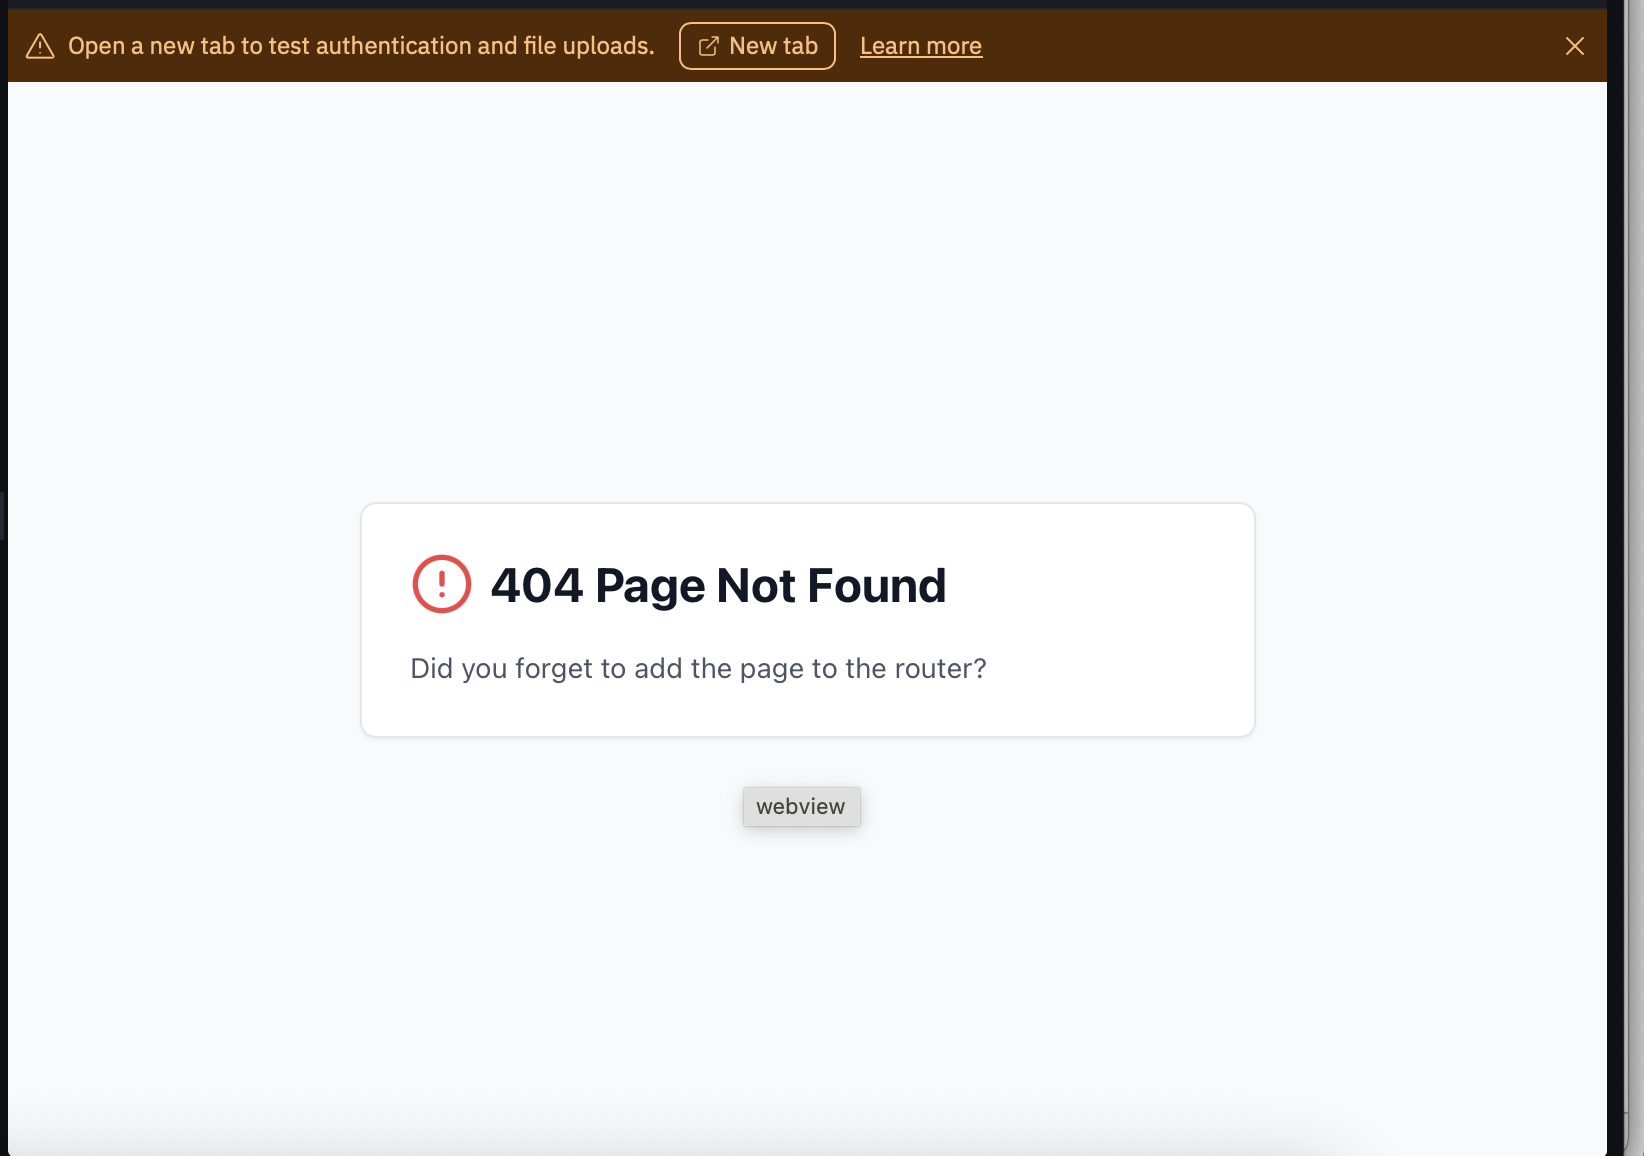 Open a new tab to test authentication and file uploads. New tab Learn more
404 Page Not Found
Did you forget to add the page to the router?
webview